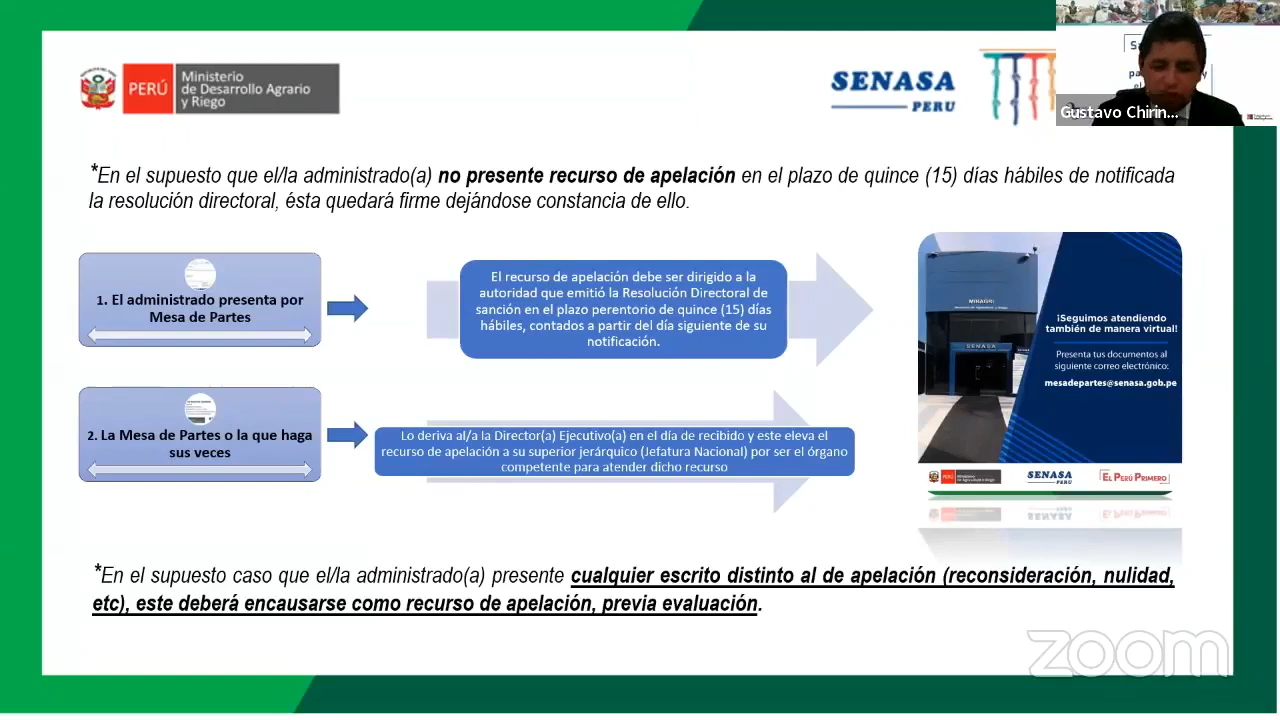 PERÚ
Ministerio
de Desarrollo Agrario
y Riego
SENASA
PERU
Gustavo Chirin...
*En el supuesto que el/la administrado(a) no presente recurso de apelación en el plazo de quince (15) días hábiles de notificada
la resolución directoral, ésta quedará firme dejándose constancia de ello.
1. El administrado presenta por
Mesa de Partes
El recurso de apelación debe ser dirigido a la
autoridad que emitió la Resolución Directoral de
sanción en el plazo perentorio de quince (15) días
hábiles, contados a partir del día siguiente de su
notificación.
2. La Mesa de Partes o la que haga
sus veces
Lo deriva al/a la Director(a) Ejecutivo(a) en el día de recibido y este eleva el
recurso de apelación a su superior jerárquico (Jefatura Nacional) por ser el órgano
competente para atender dicho recurso
MIDAGRI
SENASA
¡Seguimos atendiendo
también de manera virtual!
Presenta tus documentos al
siguiente correo electrónico:
mesadepartes@senasa.gob.pe
PERÚ
SENASA
PERU
EL PERÚ PRIMERO
*En el supuesto caso que el/la administrado(a) presente cualquier escrito distinto al de apelación (reconsideración, nulidad,
etc), este deberá encausarse como recurso de apelación, previa evaluación.
zoom